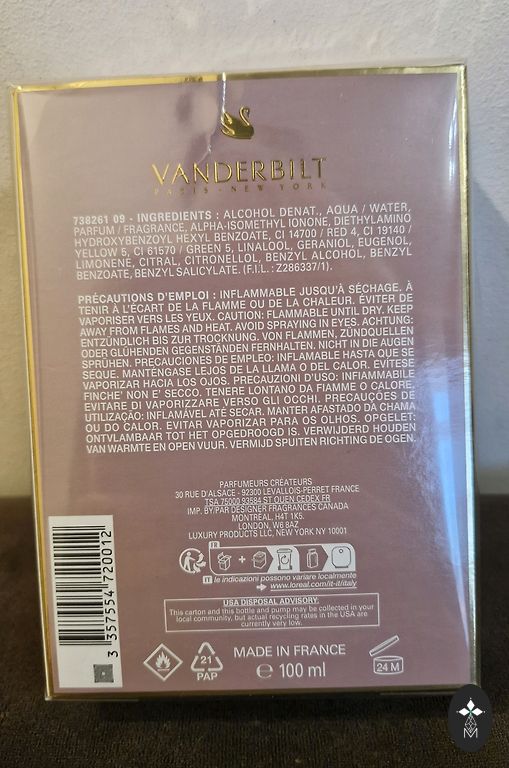 VANDERBILT
PARIS - NEW YORK
738261 09 - INGREDIENTS : ALCOHOL DENAT., AQUA / WATER,
PARFUM / FRAGRANCE, ALPHA-ISOMETHYL IONONE, DIETHYLAMINO
HYDROXYBENZOYL HEXYL BENZOATE, CI 14700 / RED 4, CI 19140 /
YELLOW 5, CI 61570 / GREEN 5, LINALOOL, GERANIOL, EUGENOL,
LIMONENE, CITRAL, CITRONELLOL, BENZYL ALCOHOL, BENZYL
BENZOATE, BENZYL SALICYLATE. (F.I.L.: Z286337/1).
PRÉCAUTIONS D'EMPLOI : INFLAMMABLE JUSQU'À SÉCHAGE. À
TENIR À L'ÉCART DE LA FLAMME OU DE LA CHALEUR. ÉVITER DE
VAPORISER VERS LES YEUX. CAUTION: FLAMMABLE UNTIL DRY. KEEP
AWAY FROM FLAMES AND HEAT. AVOID SPRAYING IN EYES. ACHTUNG:
ENTZÜNDLICH BIS ZUR TROCKNUNG. VON FLAMMEN, ZÜNDQUELLEN
ODER GLÜHENDEN GEGENSTÄNDEN FERNHALTEN. NICHT IN DIE AUGEN
SPRÜHEN. PRECAUCIONES DE EMPLEO: INFLAMABLE HASTA QUE SE
SEQUE. MANTÉNGASE LEJOS DE LA LLAMA O DEL CALOR. EVÍTESE
VAPORIZAR HACIA LOS OJOS. PRECAUZIONI D'USO: INFIAMMABILE
FINCHE' NON E' SECCO. TENERE LONTANO DA FIAMME O CALORE.
EVITARE DI VAPORIZZARE VERSO GLI OCCHI. PRECAUÇÕES DE
UTILIZAÇÃO: INFLAMÁVEL ATÉ SECAR. MANTER AFASTADO DA CHAMA
OU DO CALOR. EVITAR VAPORIZAR PARA OS OLHOS. OPGELET:
ONTVLAMBAAR TOT HET OPGEDROOGD IS. VERWIJDERD HOUDEN
VAN WARMTE EN OPEN VUUR. VERMIJD SPUITEN RICHTING DE OGEN.
PARFUMEURS CRÉATEURS
30 RUE D'ALSACE - 92300 LEVALLOIS-PERRET FRANCE
TSA 75000 93584 ST OUEN CEDEX FR
IMP. BY/PAR DESIGNER FRAGRANCES CANADA
MONTREAL, H4T 1K5.
LONDON, W6 8AZ
LUXURY PRODUCTS LLC, NEW YORK NY 10001
FR
+
IT le indicazioni possono variare localmente
www.loreal.com/it-it/italy
USA DISPOSAL ADVISORY:
This carton and this bottle and pump may be collected in your
local community, but actual recycling rates in the USA are
currently very low.
3 357554 720012
21
PAP
MADE IN FRANCE
℮ 100 ml
24 M
M